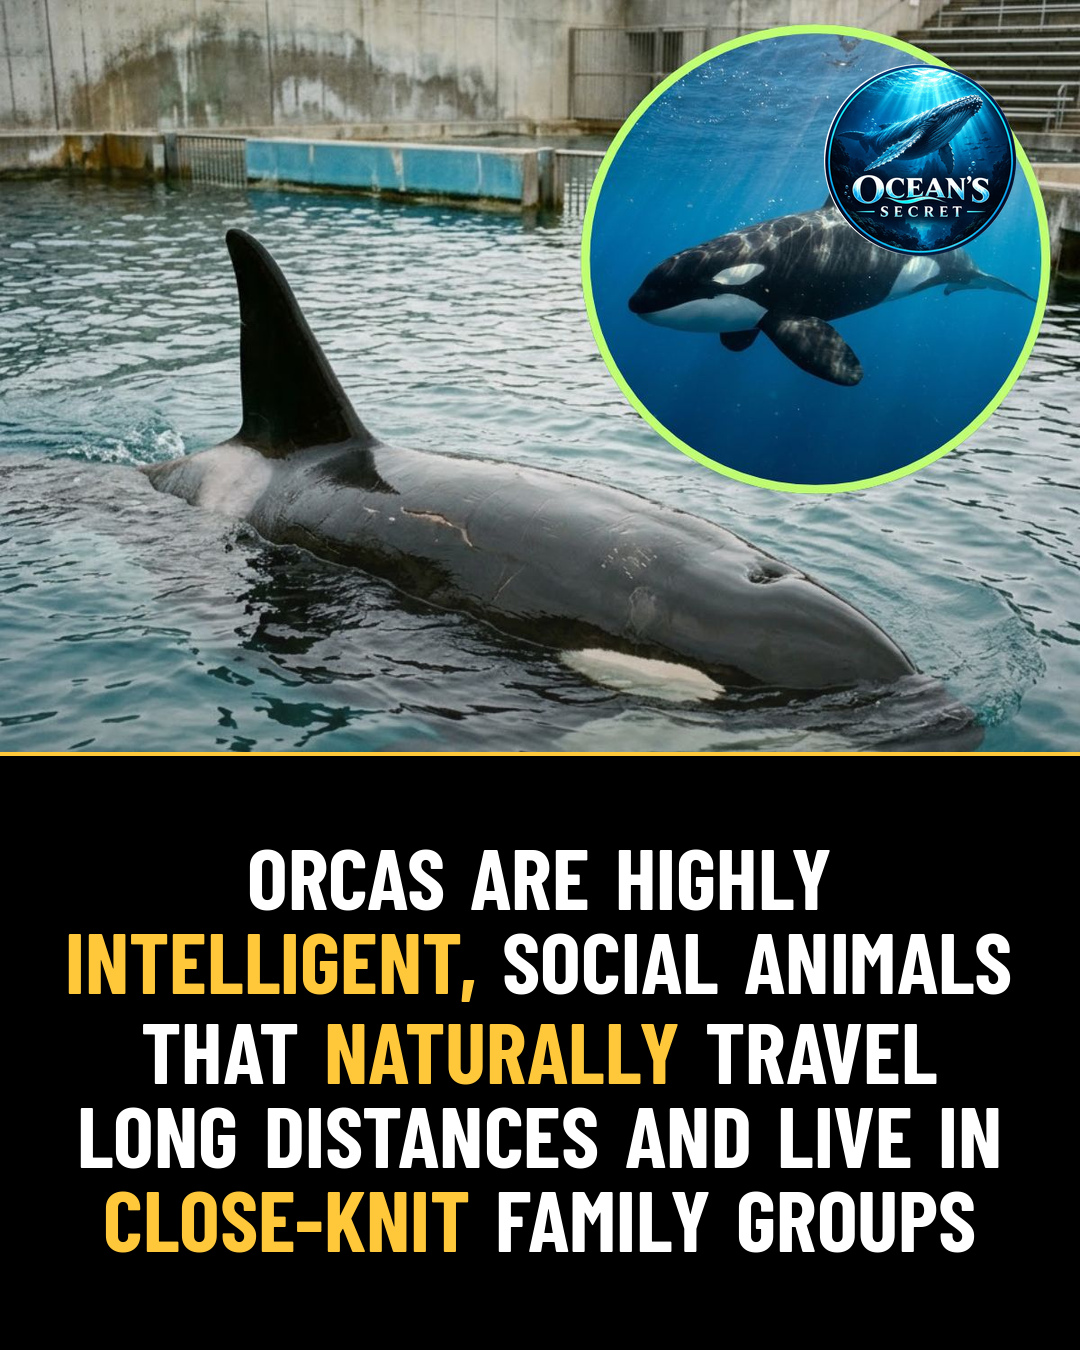 OCEAN'S
SECRET
ORCAS ARE HIGHLY
INTELLIGENT, SOCIAL ANIMALS
THAT NATURALLY TRAVEL
LONG DISTANCES AND LIVE IN
CLOSE-KNIT FAMILY GROUPS